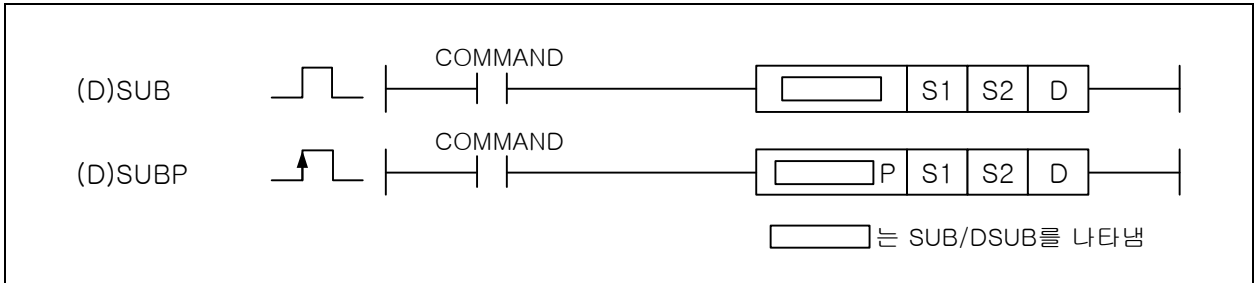 COMMAND
(D)SUB S1 S2 D
COMMAND
(D)SUBP P S1 S2 D
는 SUB/DSUB를 나타냄